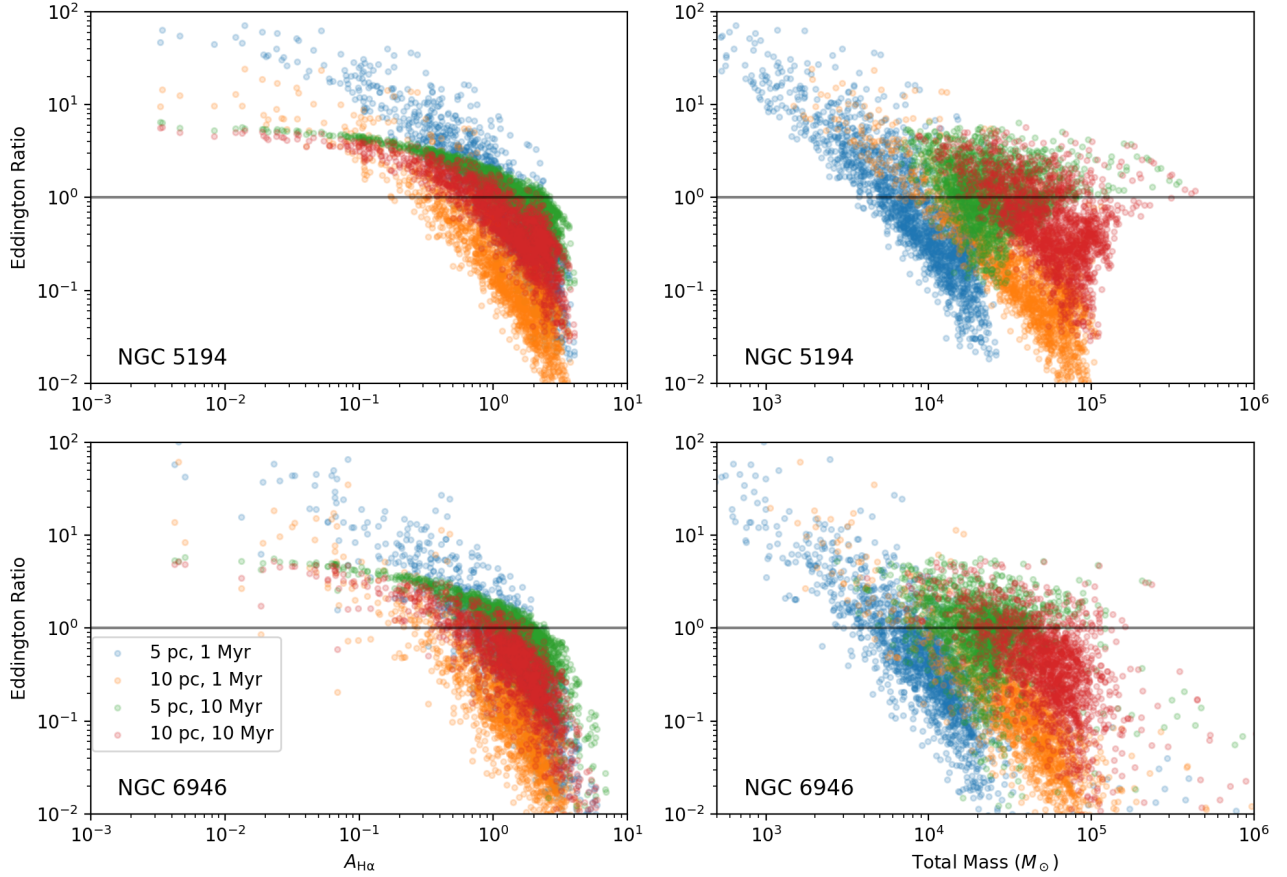 10² 10² 
10¹ 10¹
10⁰ 10⁰
10⁻¹ 10⁻¹
10⁻² 10⁻²
Eddington Ratio
NGC 5194 NGC 5194
10⁻³ 10⁻² 10⁻¹ 10⁰ 10¹ 10³ 10⁴ 10⁵ 10⁶
10² 10²
10¹ 10¹
10⁰ 10⁰
10⁻¹ 10⁻¹
10⁻² 10⁻²
Eddington Ratio
5 pc, 1 Myr
10 pc, 1 Myr
5 pc, 10 Myr
10 pc, 10 Myr
NGC 6946 NGC 6946
10⁻³ 10⁻² 10⁻¹ 10⁰ 10¹ 10³ 10⁴ 10⁵ 10⁶
A_Hα Total Mass (M⊙)